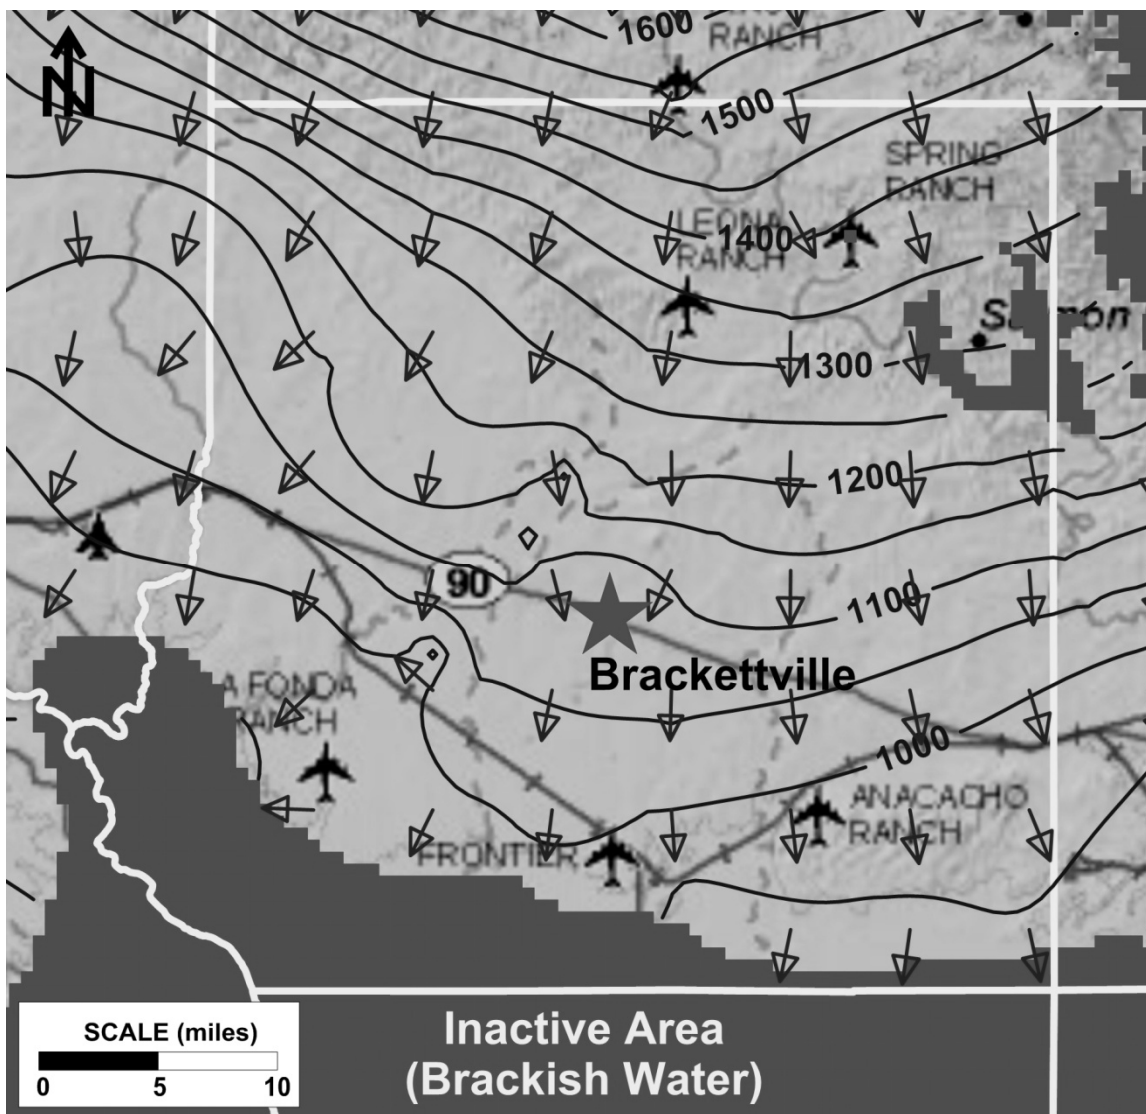 N
1600
RANCH
1500
SPRING
RANCH
LEONA
RANCH
1400
1300
1200
90
1100
Brackettville
A FONDA
RANCH
1000
ANACACHO
RANCH
FRONTIER
SCALE (miles)
0 5 10
Inactive Area
(Brackish Water)